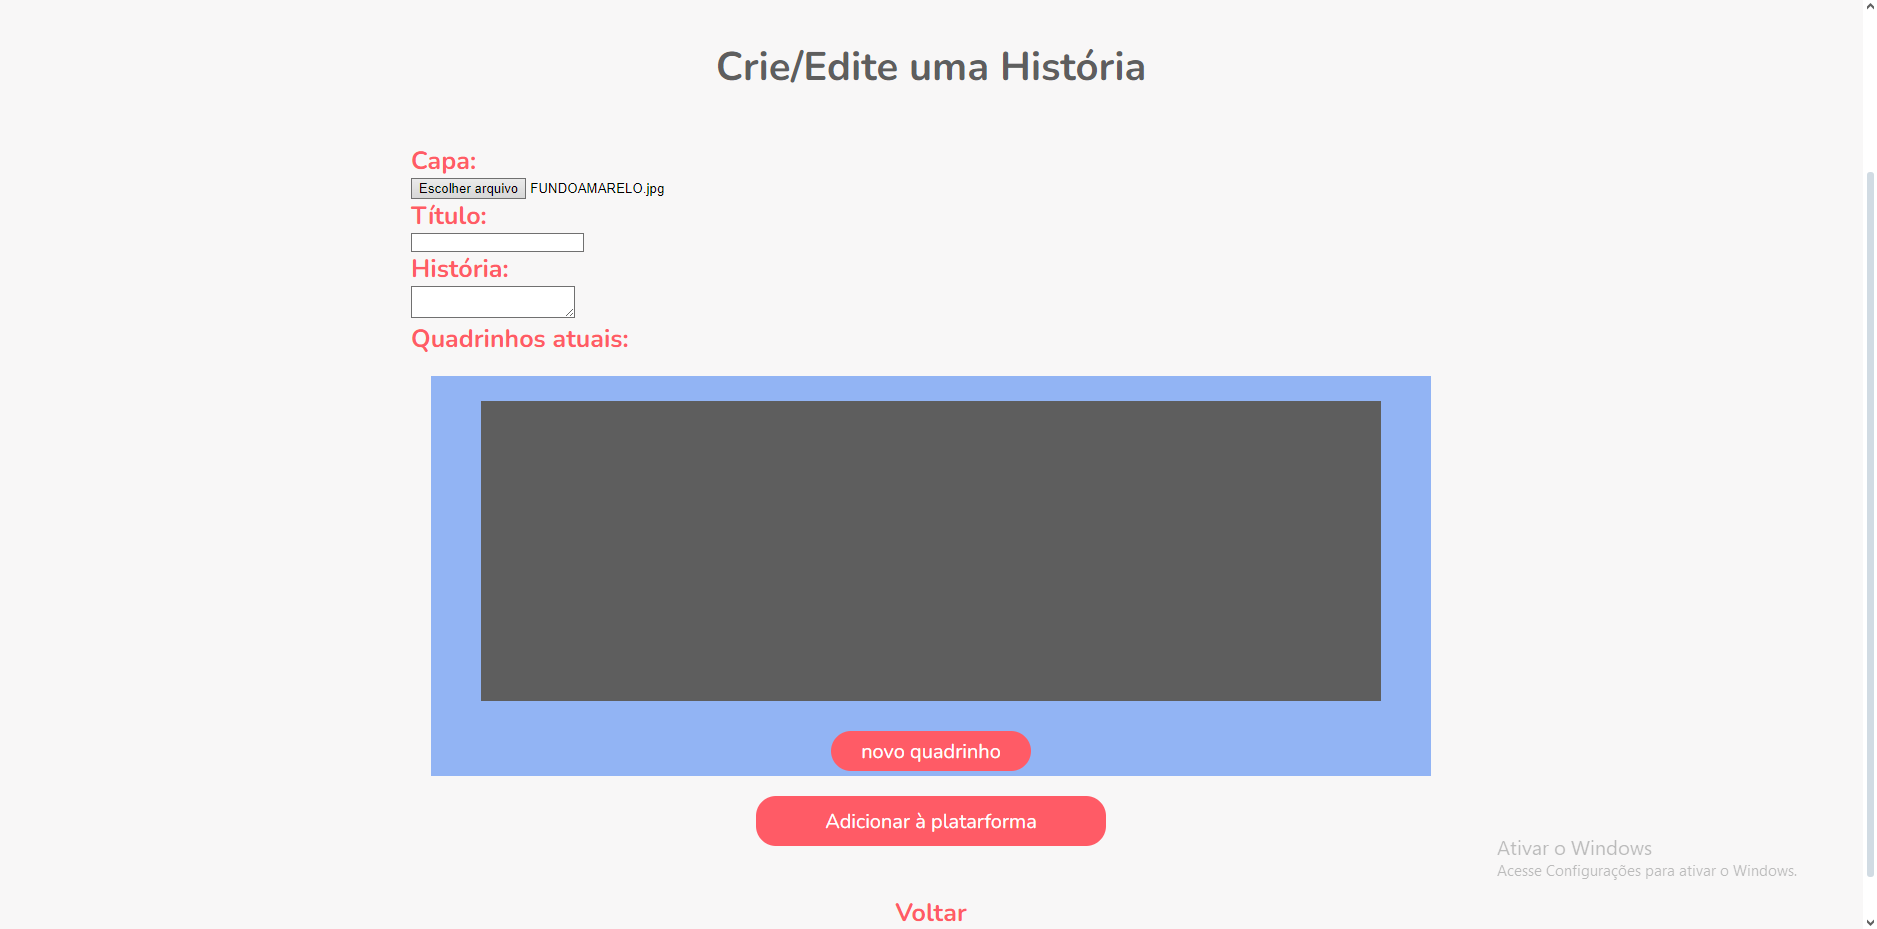 Crie/Edite uma História
Capa:
Escolher arquivo FUNDOAMARELO.jpg
Título:
História:
Quadrinhos atuais:
novo quadrinho
Adicionar à platarforma
Ativar o Windows
Acesse Configurações para ativar o Windows.
Voltar